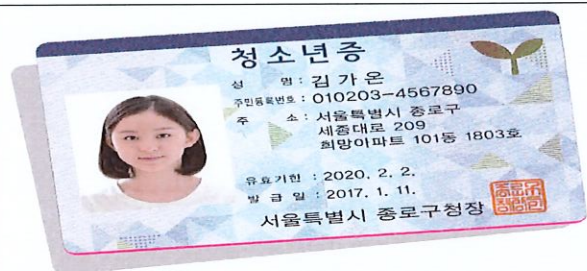 청소년증
성 명 : 김가온
주민등록번호 : 010203-4567890
주 소 : 서울특별시 종로구
세종대로 209
희망아파트 101동 1803호
유효기한 : 2020. 2. 2.
발 급 일 : 2017. 1. 11.
서울특별시 종로구청장